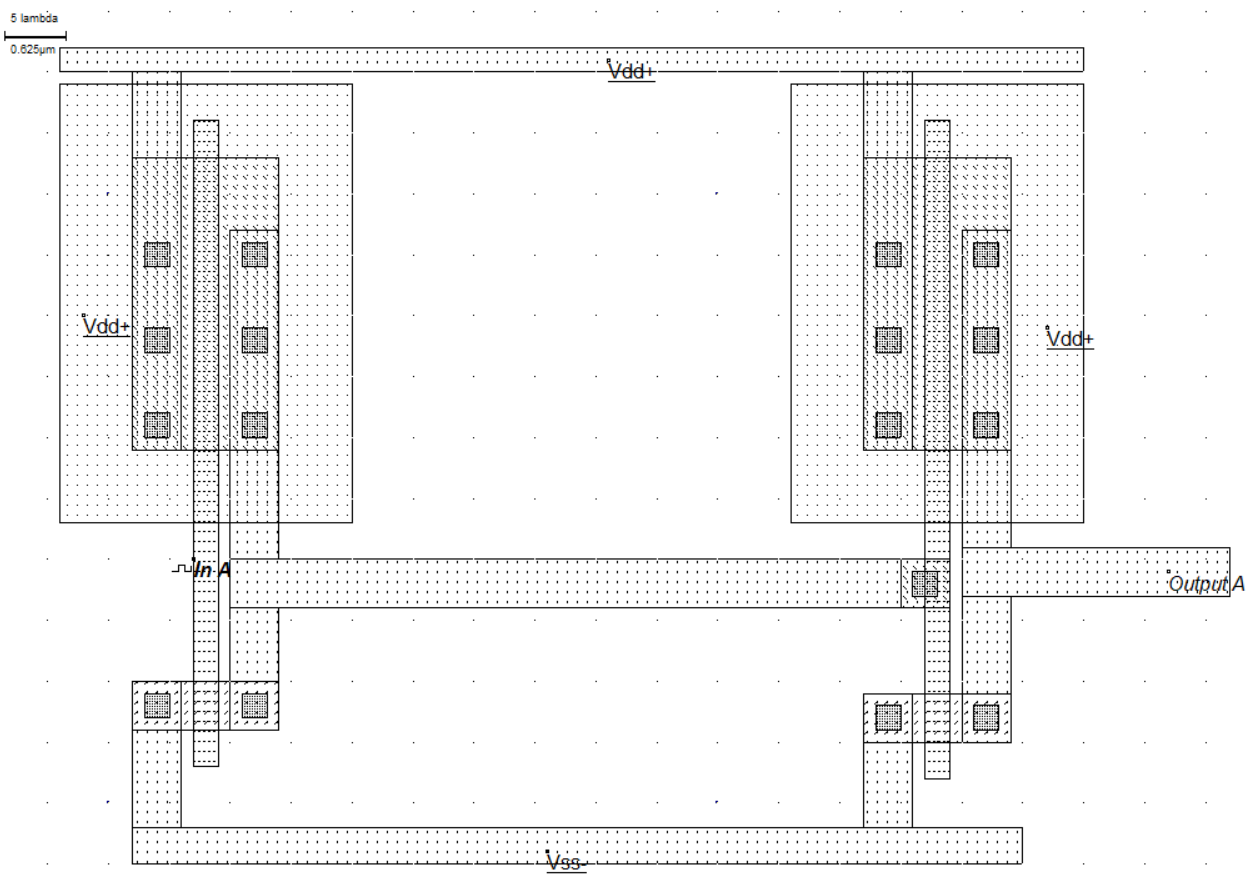 5 lambda
0.625µm
Vdd+
Vdd+
Vdd+
In A
Output A
Vss-